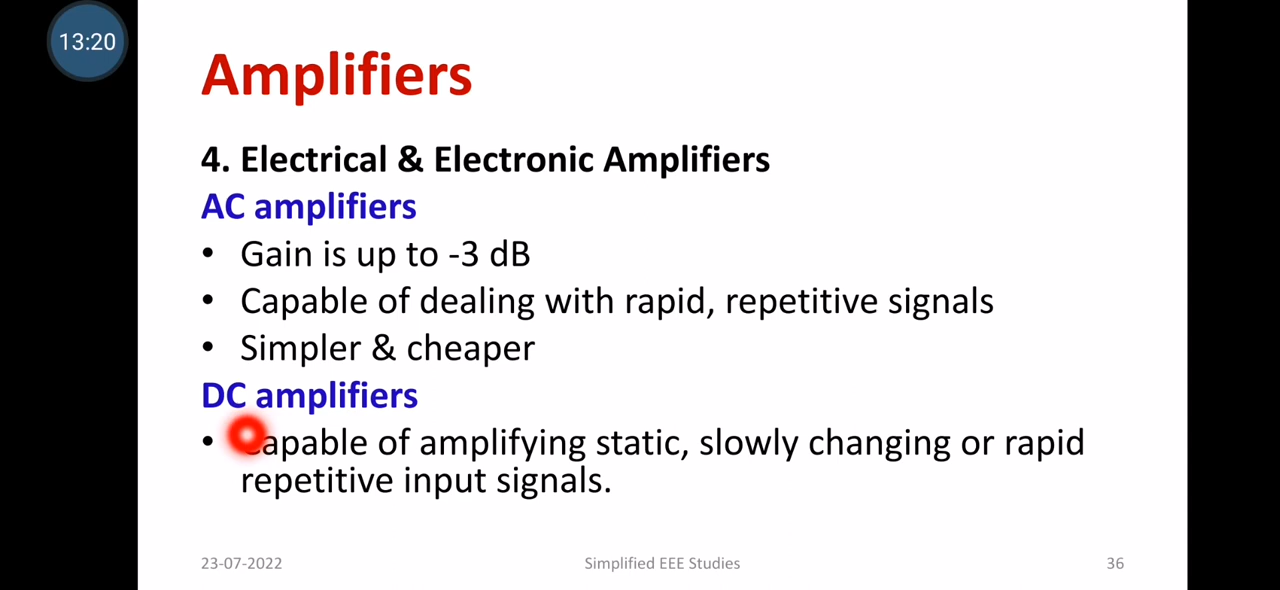 13:20
Amplifiers
4. Electrical & Electronic Amplifiers
AC amplifiers
• Gain is up to -3 dB
• Capable of dealing with rapid, repetitive signals
• Simpler & cheaper
DC amplifiers
• Capable of amplifying static, slowly changing or rapid
repetitive input signals.
23-07-2022 Simplified EEE Studies 36